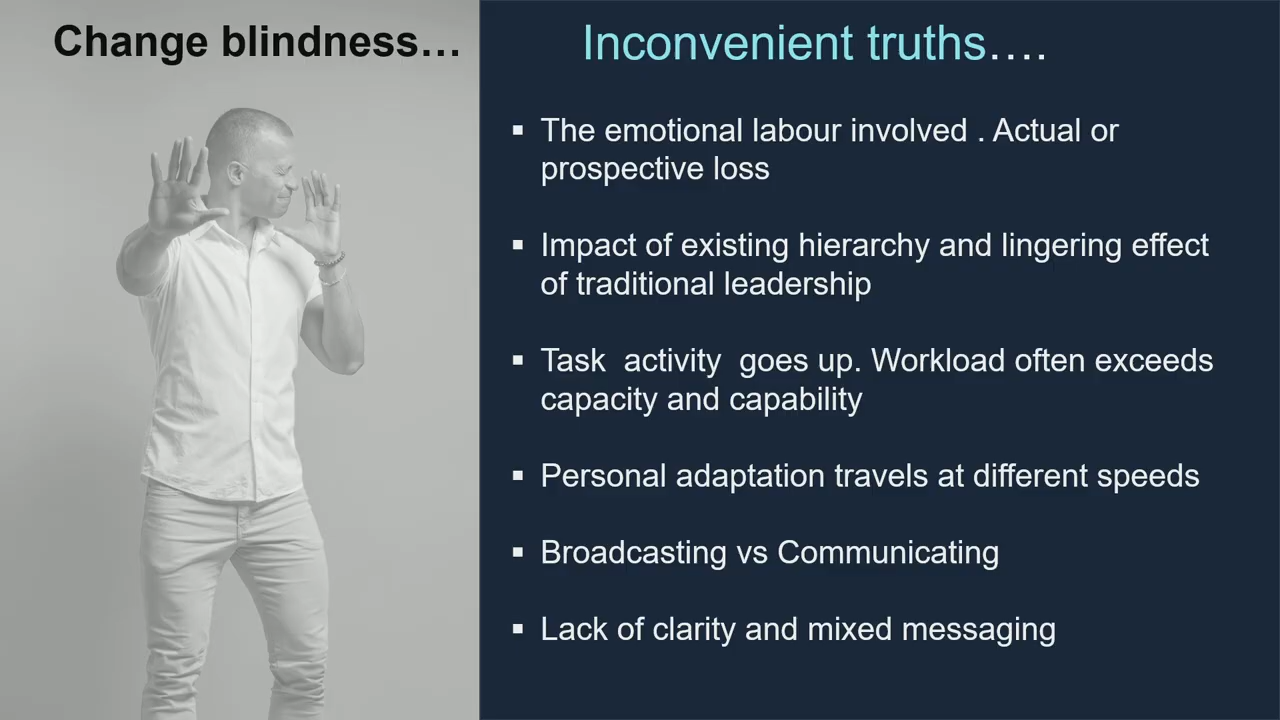 Change blindness…
Inconvenient truths….
▪ The emotional labour involved . Actual or
prospective loss
▪ Impact of existing hierarchy and lingering effect
of traditional leadership
▪ Task  activity  goes up. Workload often exceeds
capacity and capability
▪ Personal adaptation travels at different speeds
▪ Broadcasting vs Communicating
▪ Lack of clarity and mixed messaging